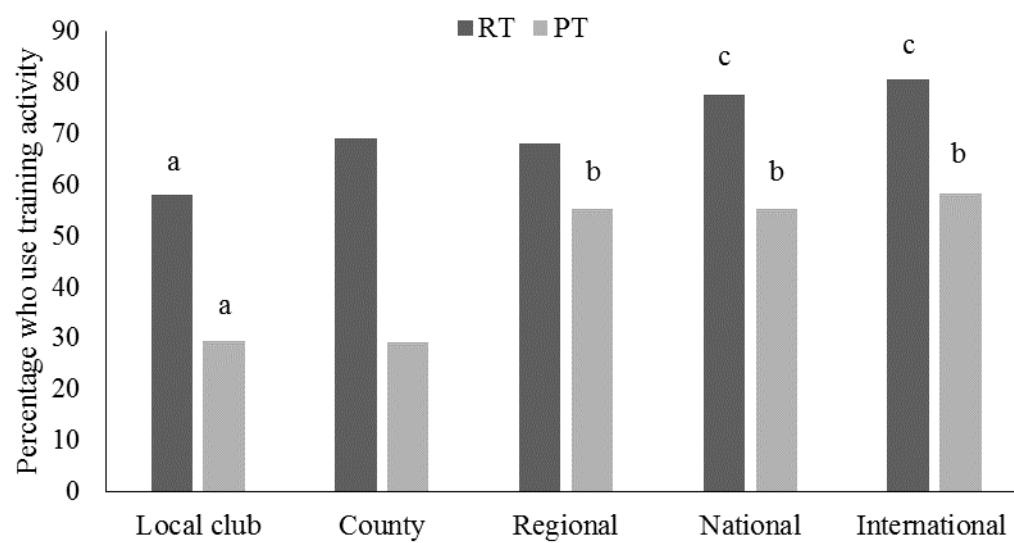 Percentage who use training activity
90
80
70
60
50
40
30
20
10
0
RT PT
a
a
b
c
b
c
b
Local club County Regional National International